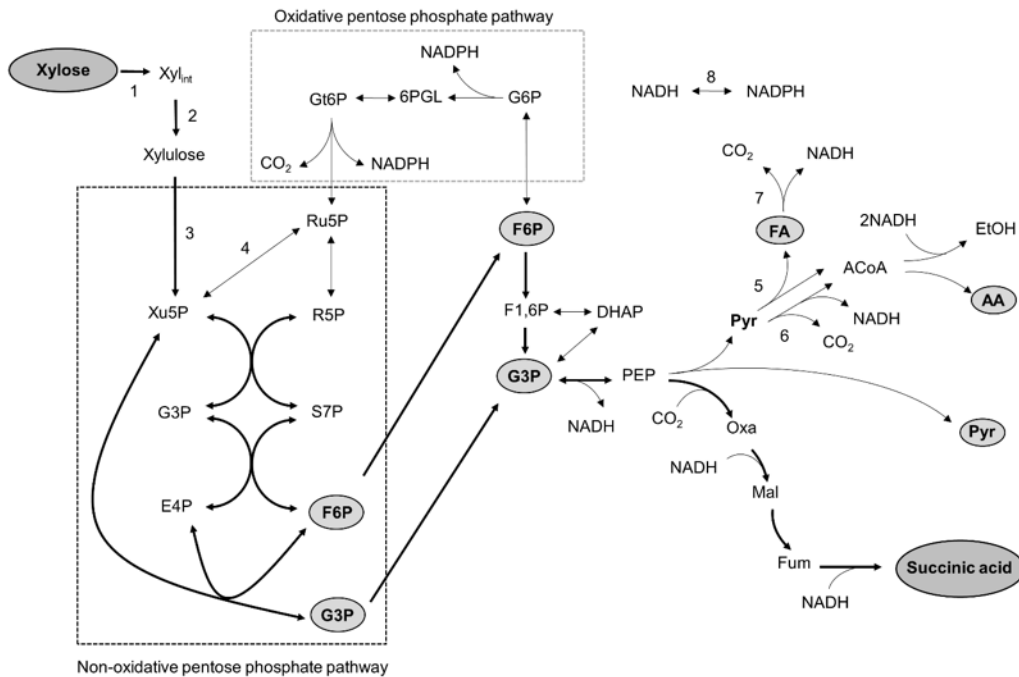 Oxidative pentose phosphate pathway
Xylose
Xyl_int
1
2
Xylulose
3
NADPH
Gt6P
6PGL
G6P
CO₂
NADPH
NADH
8
NADPH
CO₂
NADH
7
FA
Ru5P
4
F6P
2NADH
EtOH
ACoA
5
AA
Xu5P
R5P
F1,6P
DHAP
Pyr
NADH
6
CO₂
G3P
PEP
G3P
S7P
NADH
CO₂
Oxa
Pyr
NADH
Mal
E4P
F6P
Fum
Succinic acid
NADH
G3P
Non-oxidative pentose phosphate pathway